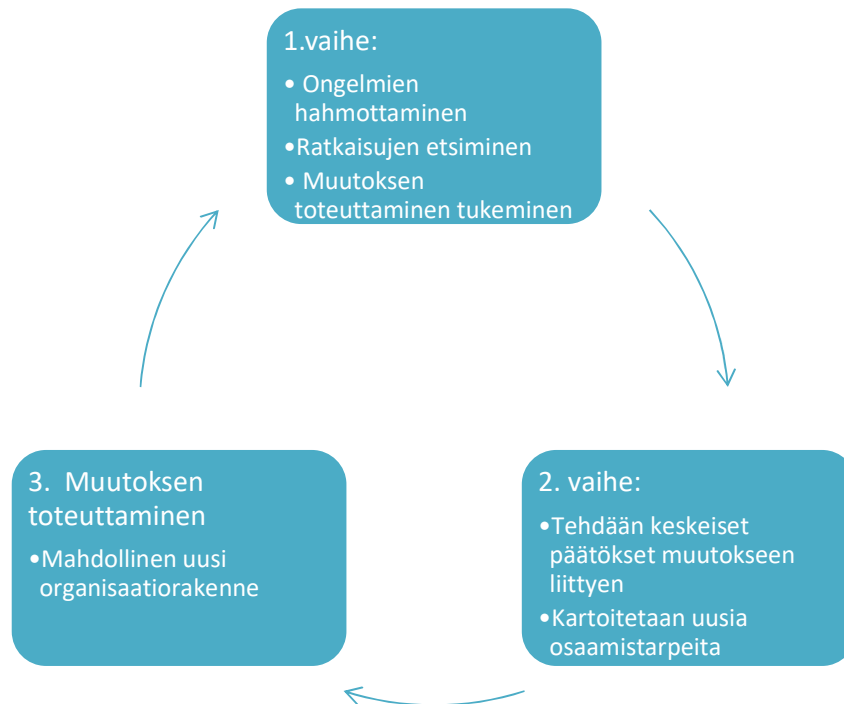 1.vaihe:
• Ongelmien
hahmottaminen
•Ratkaisujen etsiminen
• Muutoksen
toteuttaminen tukeminen
2. vaihe:
•Tehdään keskeiset
päätökset muutokseen
liittyen
•Kartoitetaan uusia
osaamistarpeita
3. Muutoksen
toteuttaminen
•Mahdollinen uusi
organisaatiorakenne